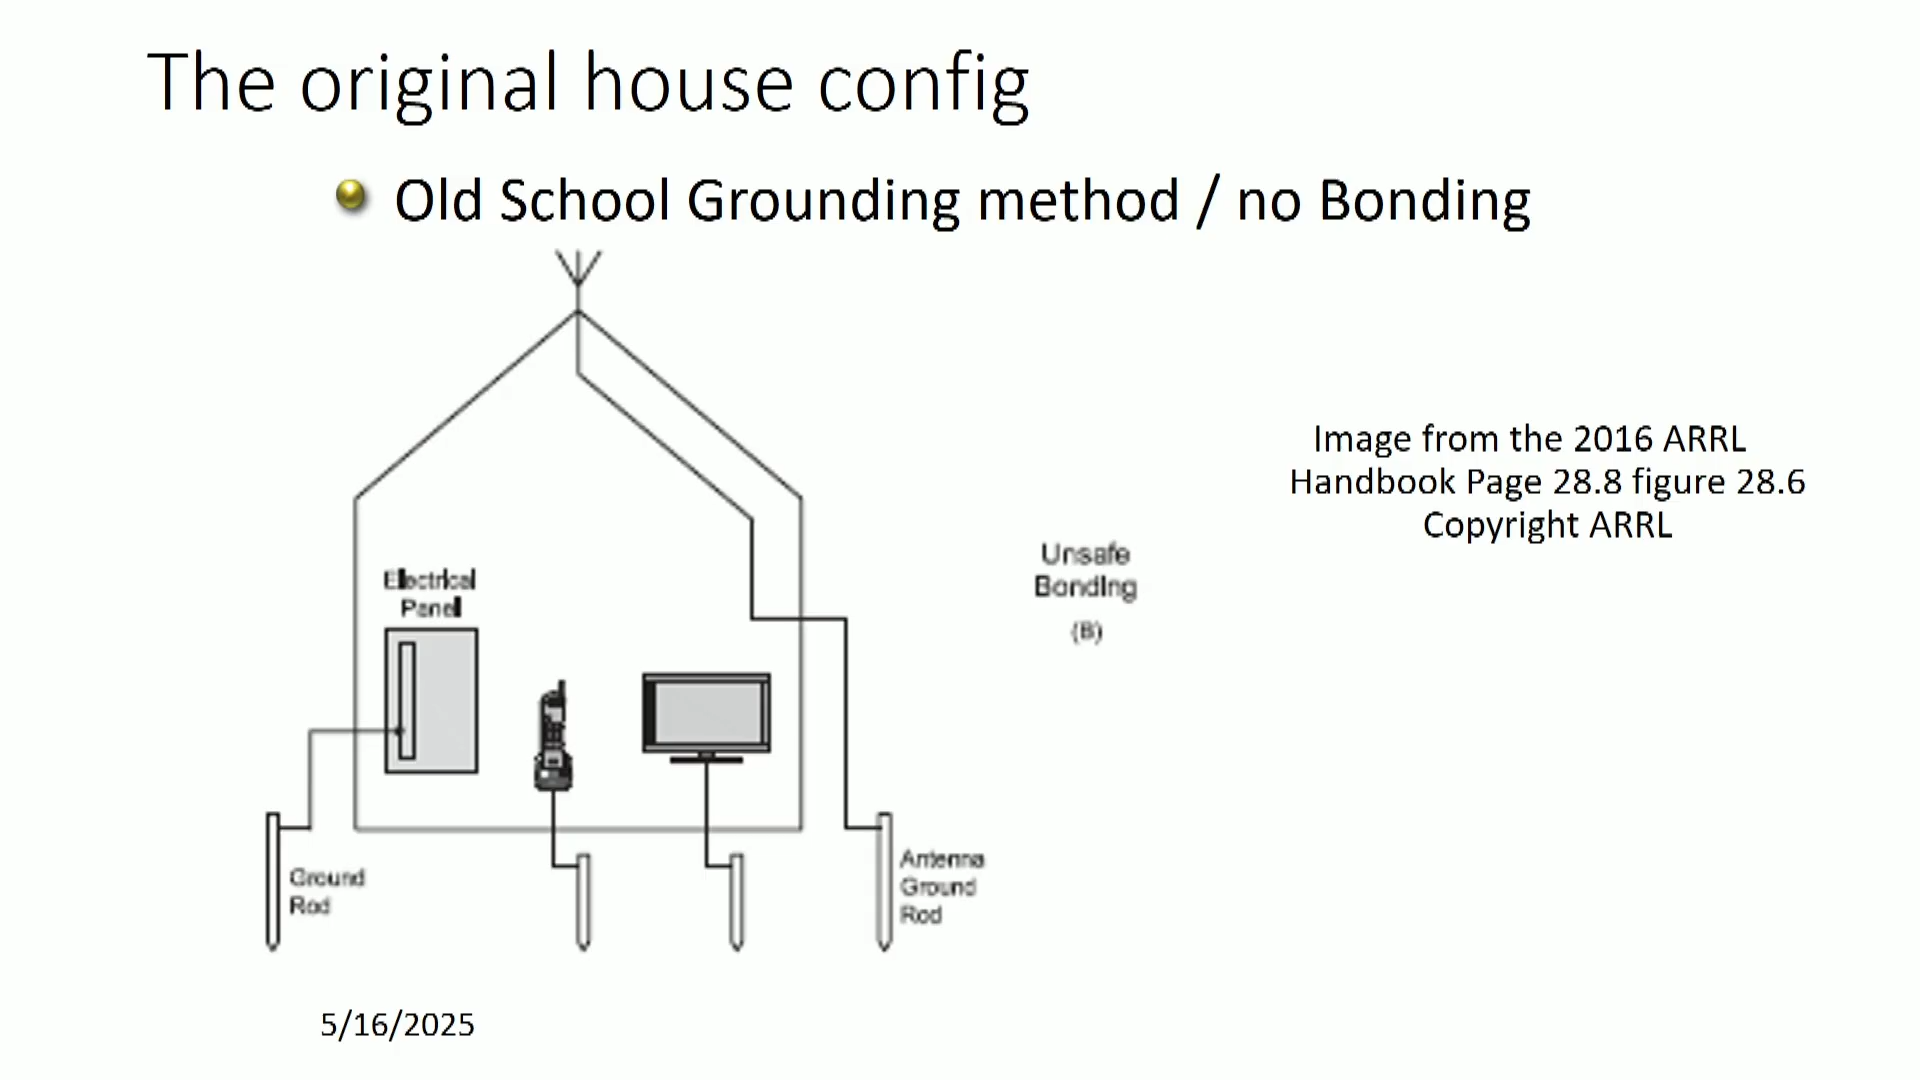 The original house config
Old School Grounding method / no Bonding
Image from the 2016 ARRL
Handbook Page 28.8 figure 28.6
Copyright ARRL
Unsafe
Bonding
(B)
Electrical
Panel
Ground
Rod
Antenna
Ground
Rod
5/16/2025